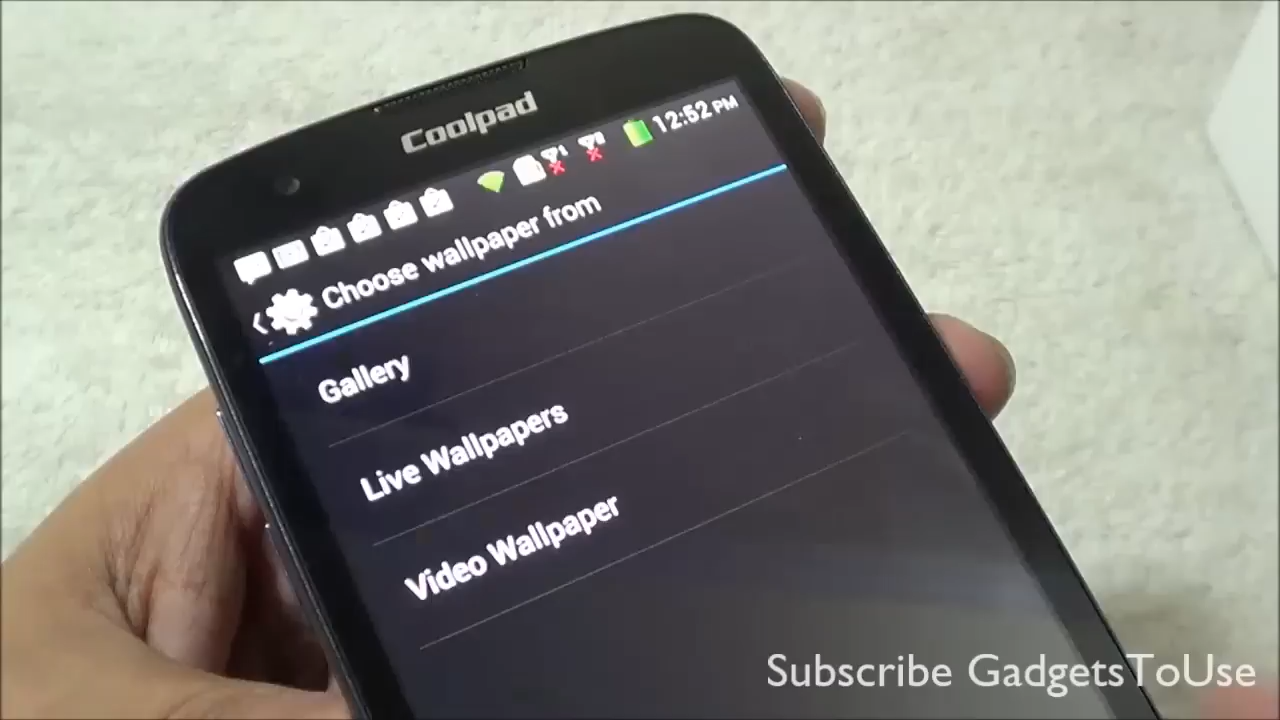 Coolpad
12:52 PM
Choose wallpaper from
Gallery
Live Wallpapers
Video Wallpaper
Subscribe GadgetsToUse